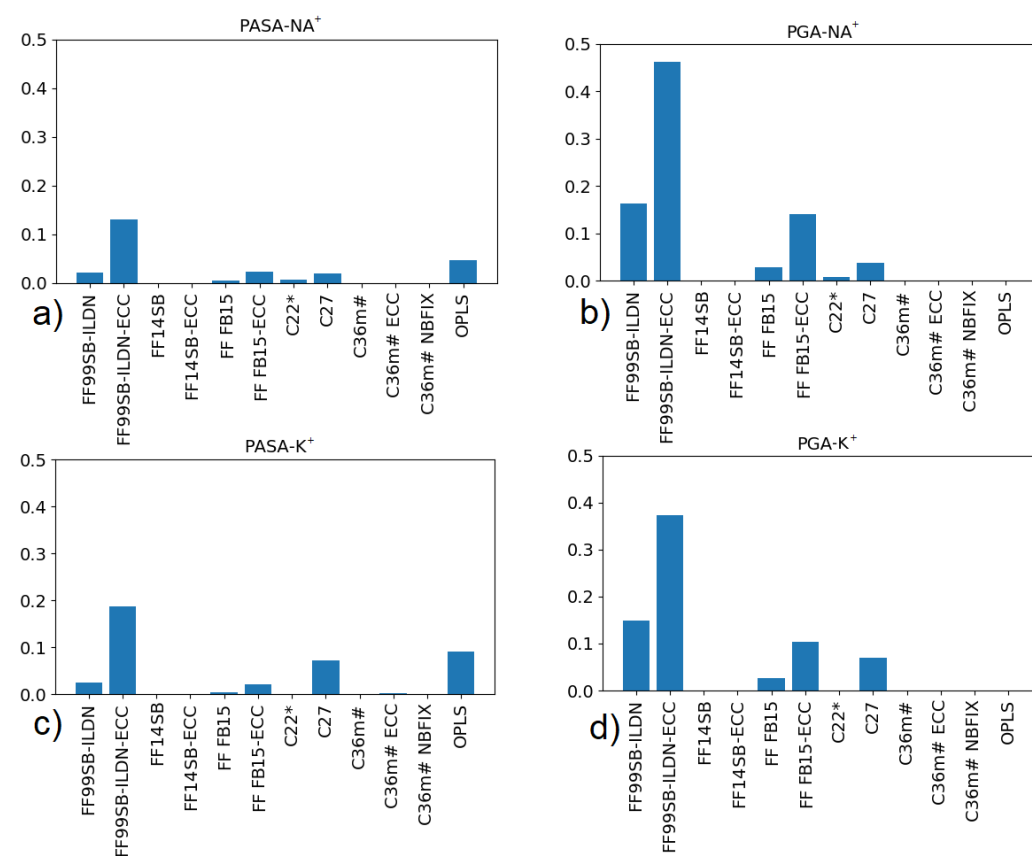 PASA-NA⁺
0.5
0.4
0.3
0.2
0.1
0.0
a)
FF99SB-ILDN
FF99SB-ILDN-ECC
FF14SB
FF14SB-ECC
FF FB15
FF FB15-ECC
C22*
C27
C36m#
C36m# ECC
C36m# NBFIX
OPLS
PGA-NA⁺
0.5
0.4
0.3
0.2
0.1
0.0
b)
FF99SB-ILDN
FF99SB-ILDN-ECC
FF14SB
FF14SB-ECC
FF FB15
FF FB15-ECC
C22*
C27
C36m#
C36m# ECC
C36m# NBFIX
OPLS
PASA-K⁺
0.5
0.4
0.3
0.2
0.1
0.0
c)
FF99SB-ILDN
FF99SB-ILDN-ECC
FF14SB
FF14SB-ECC
FF FB15
FF FB15-ECC
C22*
C27
C36m#
C36m# ECC
C36m# NBFIX
OPLS
PGA-K⁺
0.5
0.4
0.3
0.2
0.1
0.0
d)
FF99SB-ILDN
FF99SB-ILDN-ECC
FF14SB
FF14SB-ECC
FF FB15
FF FB15-ECC
C22*
C27
C36m#
C36m# ECC
C36m# NBFIX
OPLS